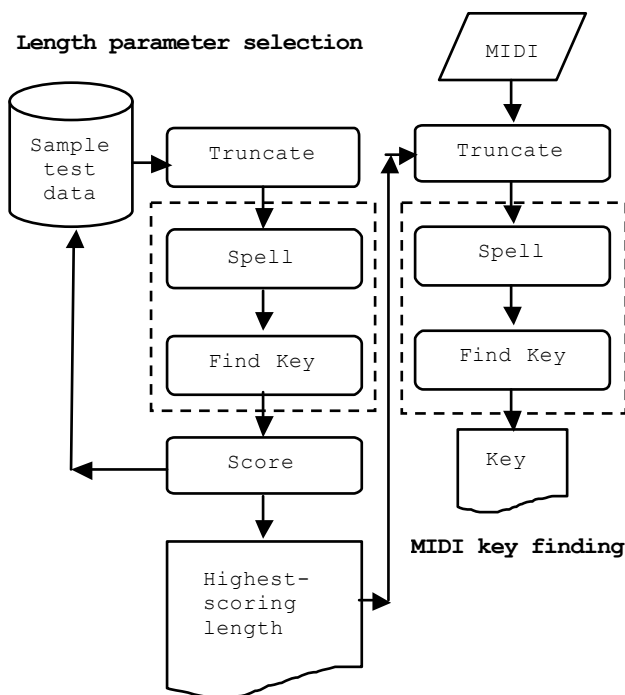 Length parameter selection
Sample
test
data
Truncate
Spell
Find Key
Score
Highest-
scoring
length
MIDI
Truncate
Spell
Find Key
Key
MIDI key finding